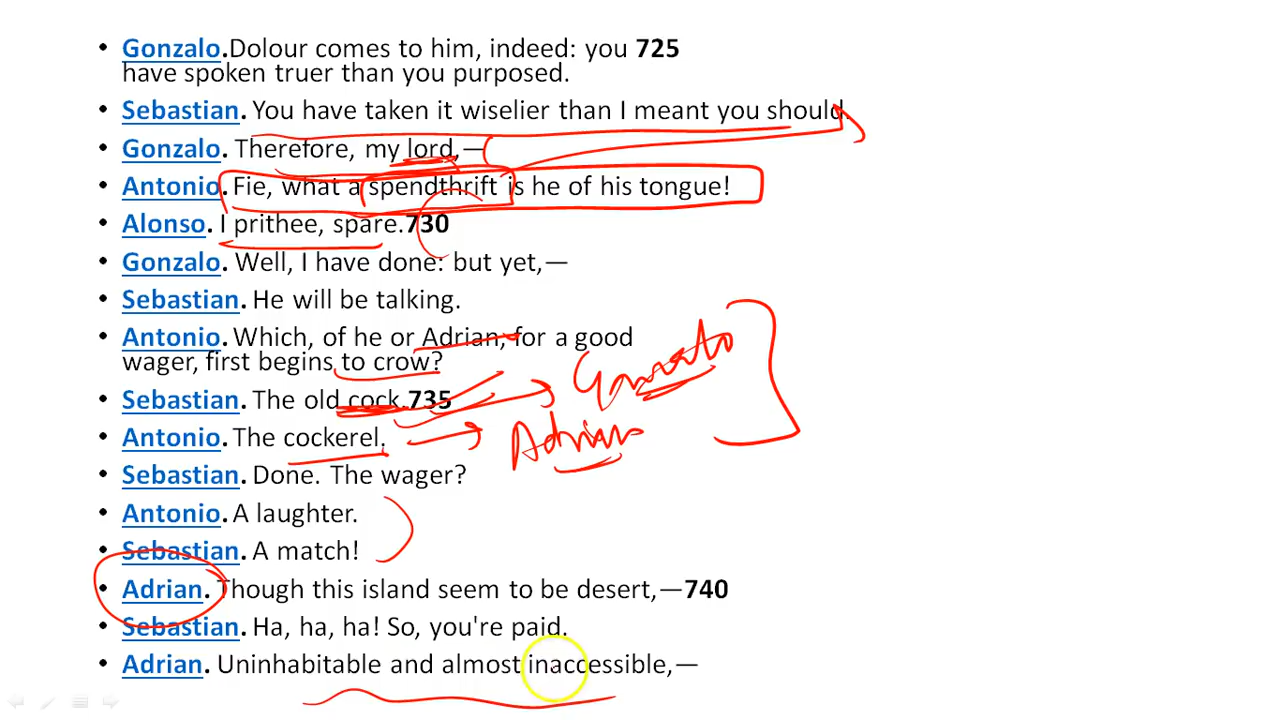 • Gonzalo. Dolour comes to him, indeed: you 725
have spoken truer than you purposed.
• Sebastian. You have taken it wiselier than I meant you should.
• Gonzalo. Therefore, my lord,—
• Antonio. Fie, what a spendthrift is he of his tongue!
• Alonso. I prithee, spare.730
• Gonzalo. Well, I have done: but yet,—
• Sebastian. He will be talking.
• Antonio. Which, of he or Adrian, for a good
wager, first begins to crow?
• Sebastian. The old cock.735
Gonzalo
• Antonio. The cockerel.
Adrian
• Sebastian. Done. The wager?
• Antonio. A laughter.
• Sebastian. A match!
• Adrian. Though this island seem to be desert,—740
• Sebastian. Ha, ha, ha! So, you're paid.
• Adrian. Uninhabitable and almost inaccessible,—